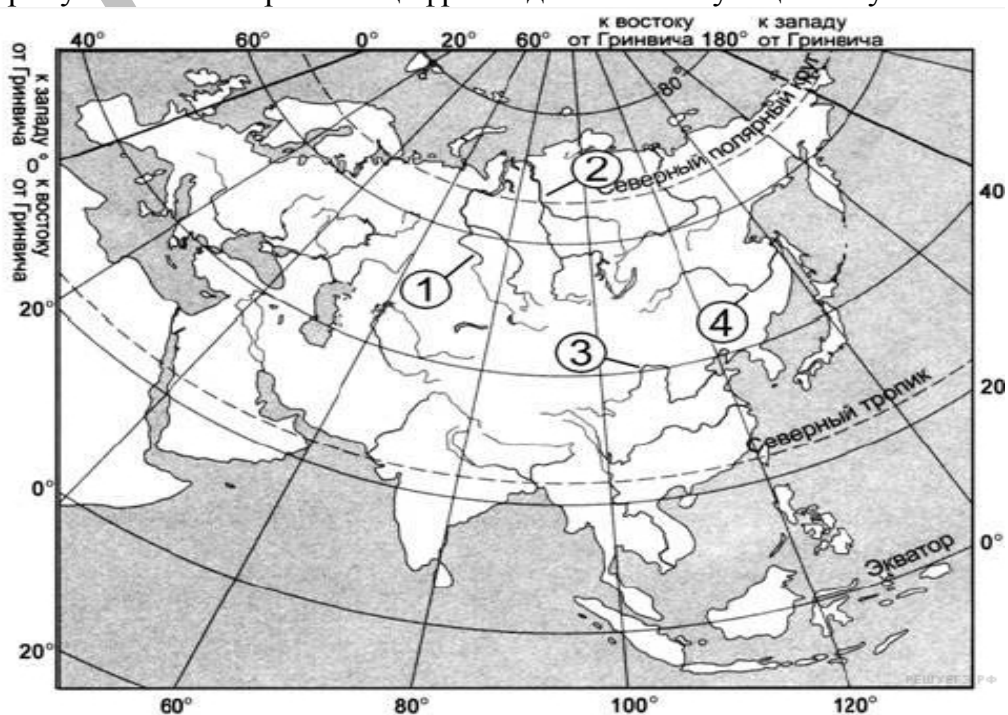 к востоку к западу
40° 60° 0° 20° 60° от Гринвича 180° от Гринвича
к западу от Гринвича
0°
к востоку от Гринвича
80°
Северный полярный круг
2
40
1
20°
4
3
20
Северный тропик
0°
0°
Экватор
20°
60° 80° 100° 120°